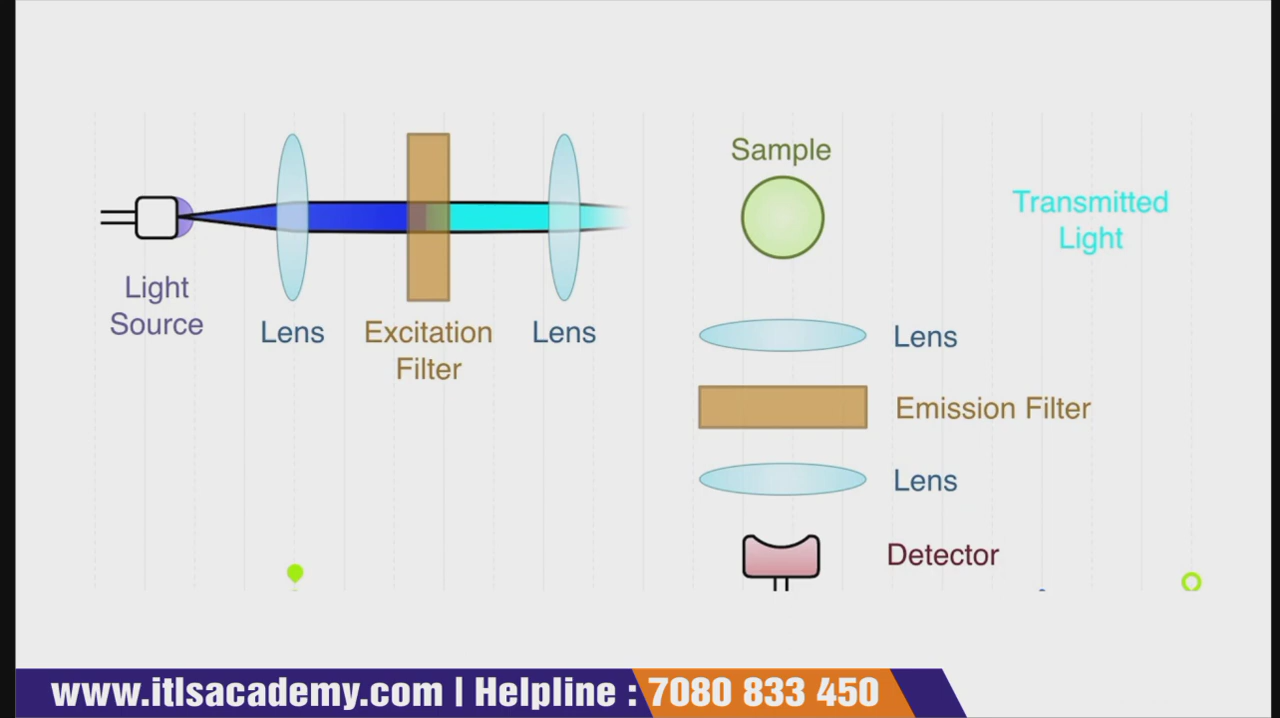 Sample
Transmitted
Light
Light
Source
Lens
Excitation
Filter
Lens
Lens
Emission Filter
Lens
Detector
www.itlsacademy.com | Helpline : 7080 833 450